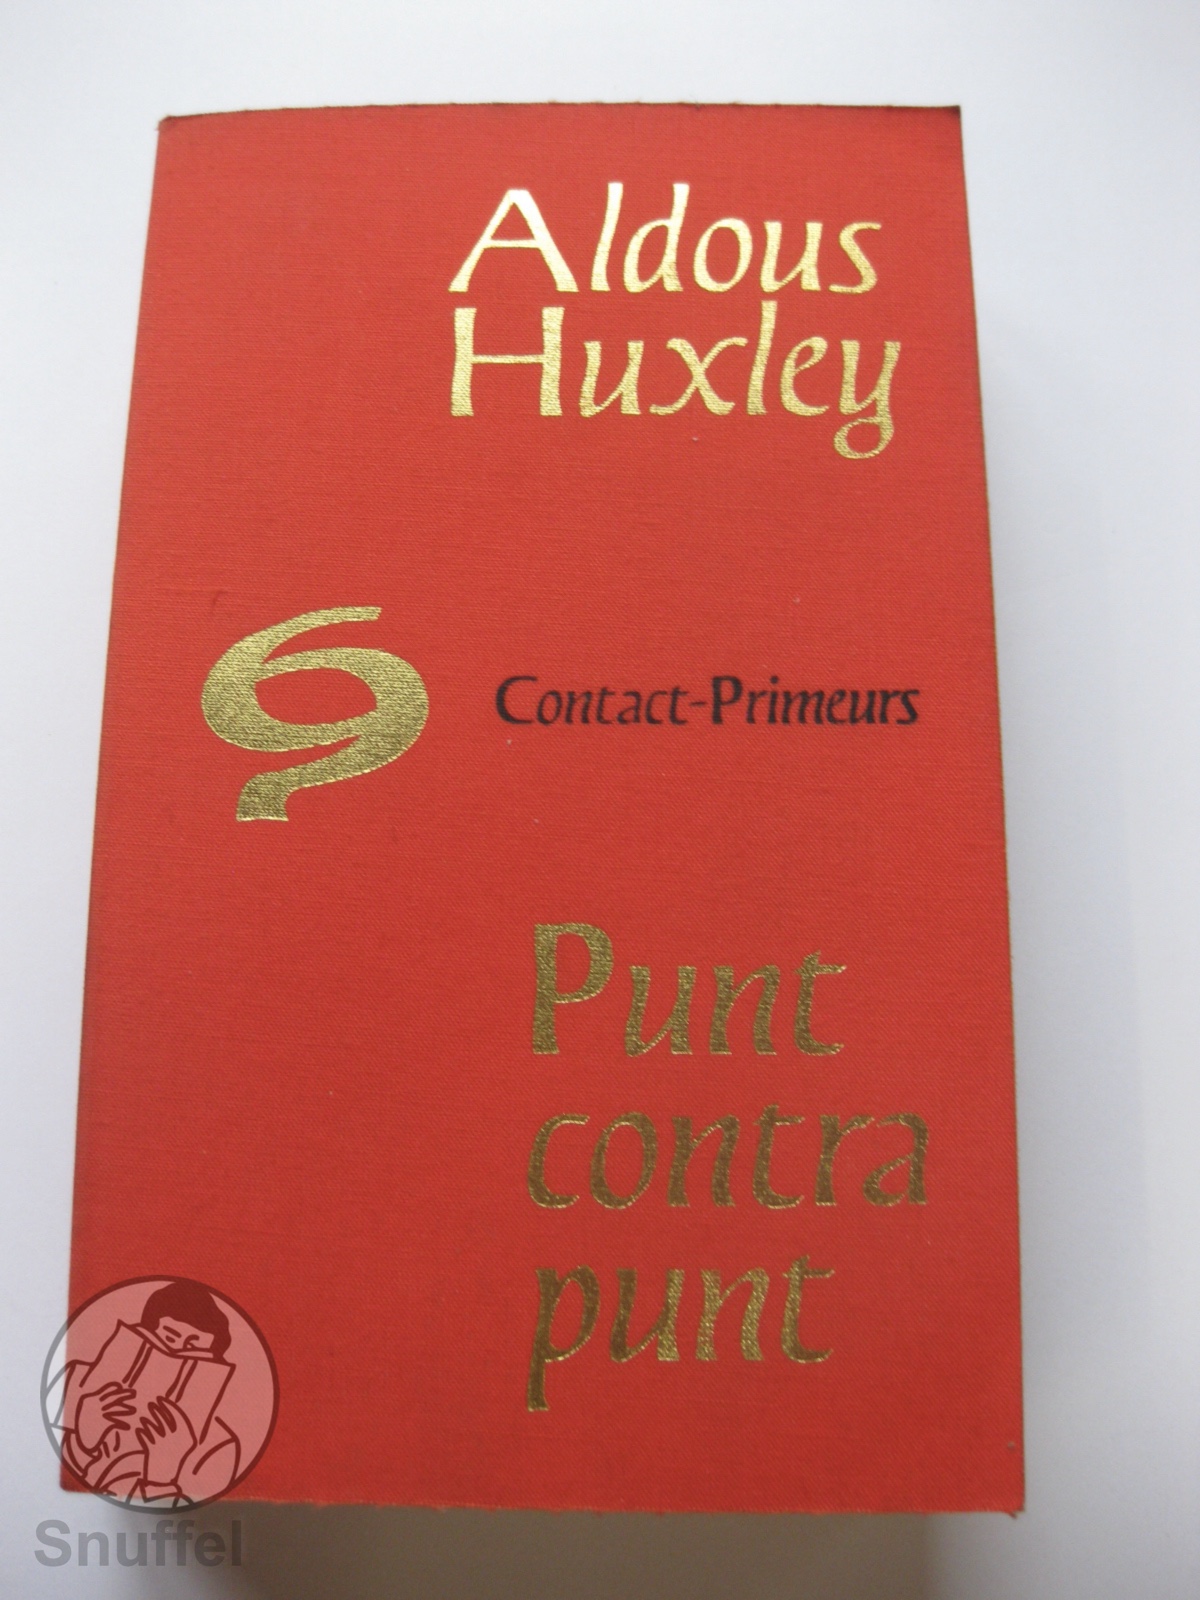 Aldous
Huxley
Contact-Primeurs
Punt
contra
punt
Snuffel